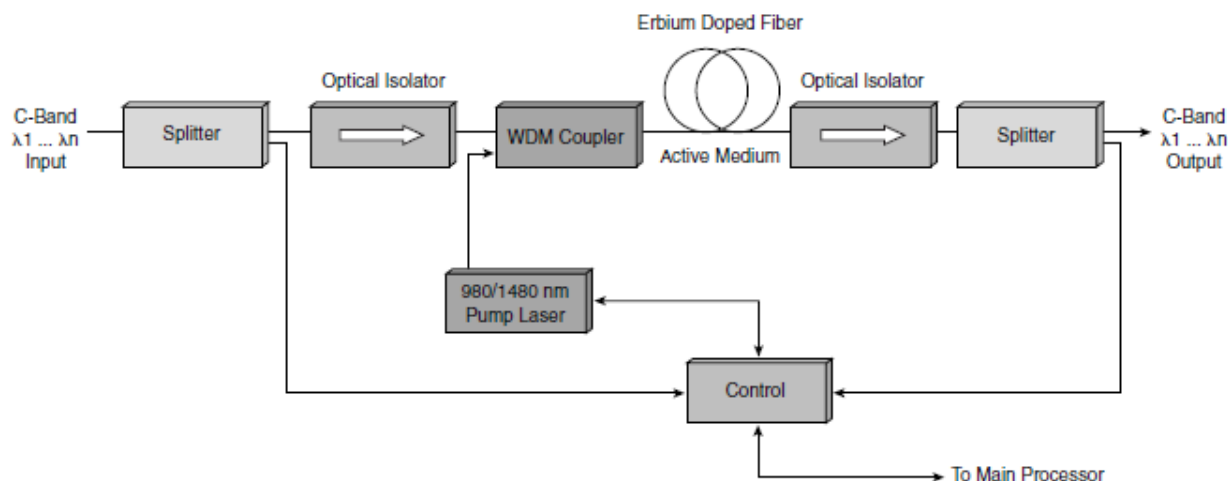 Erbium Doped Fiber
Optical Isolator
Optical Isolator
C-Band
λ1 ... λn
Input
Splitter
WDM Coupler
Active Medium
Splitter
C-Band
λ1 ... λn
Output
980/1480 nm
Pump Laser
Control
To Main Processor